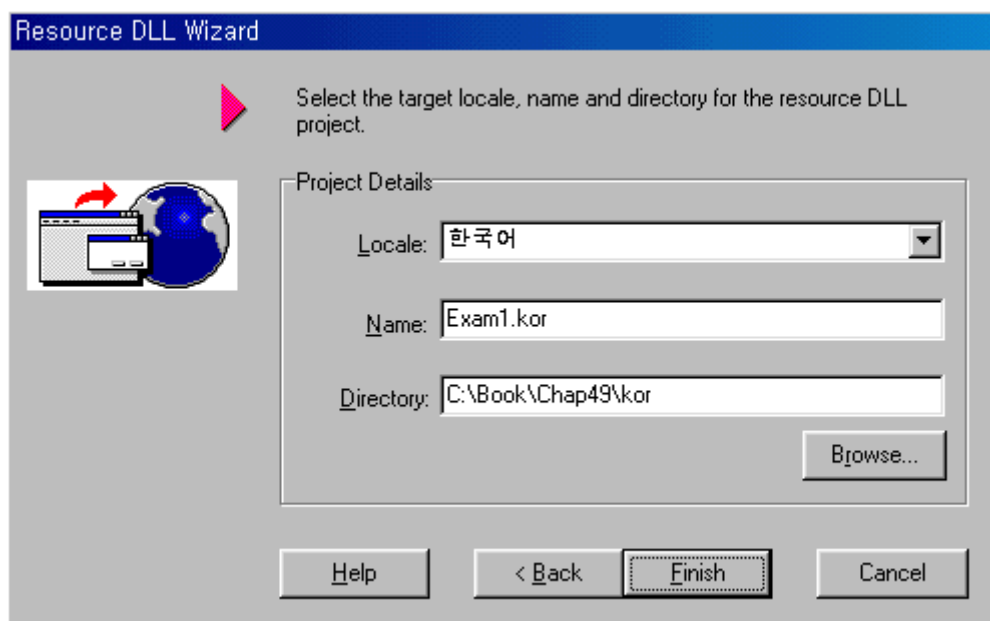 Resource DLL Wizard
Select the target locale, name and directory for the resource DLL
project.
Project Details
Locale: 한국어
Name: Exam1.kor
Directory: C:\Book\Chap49\kor
Browse...
Help < Back Finish Cancel